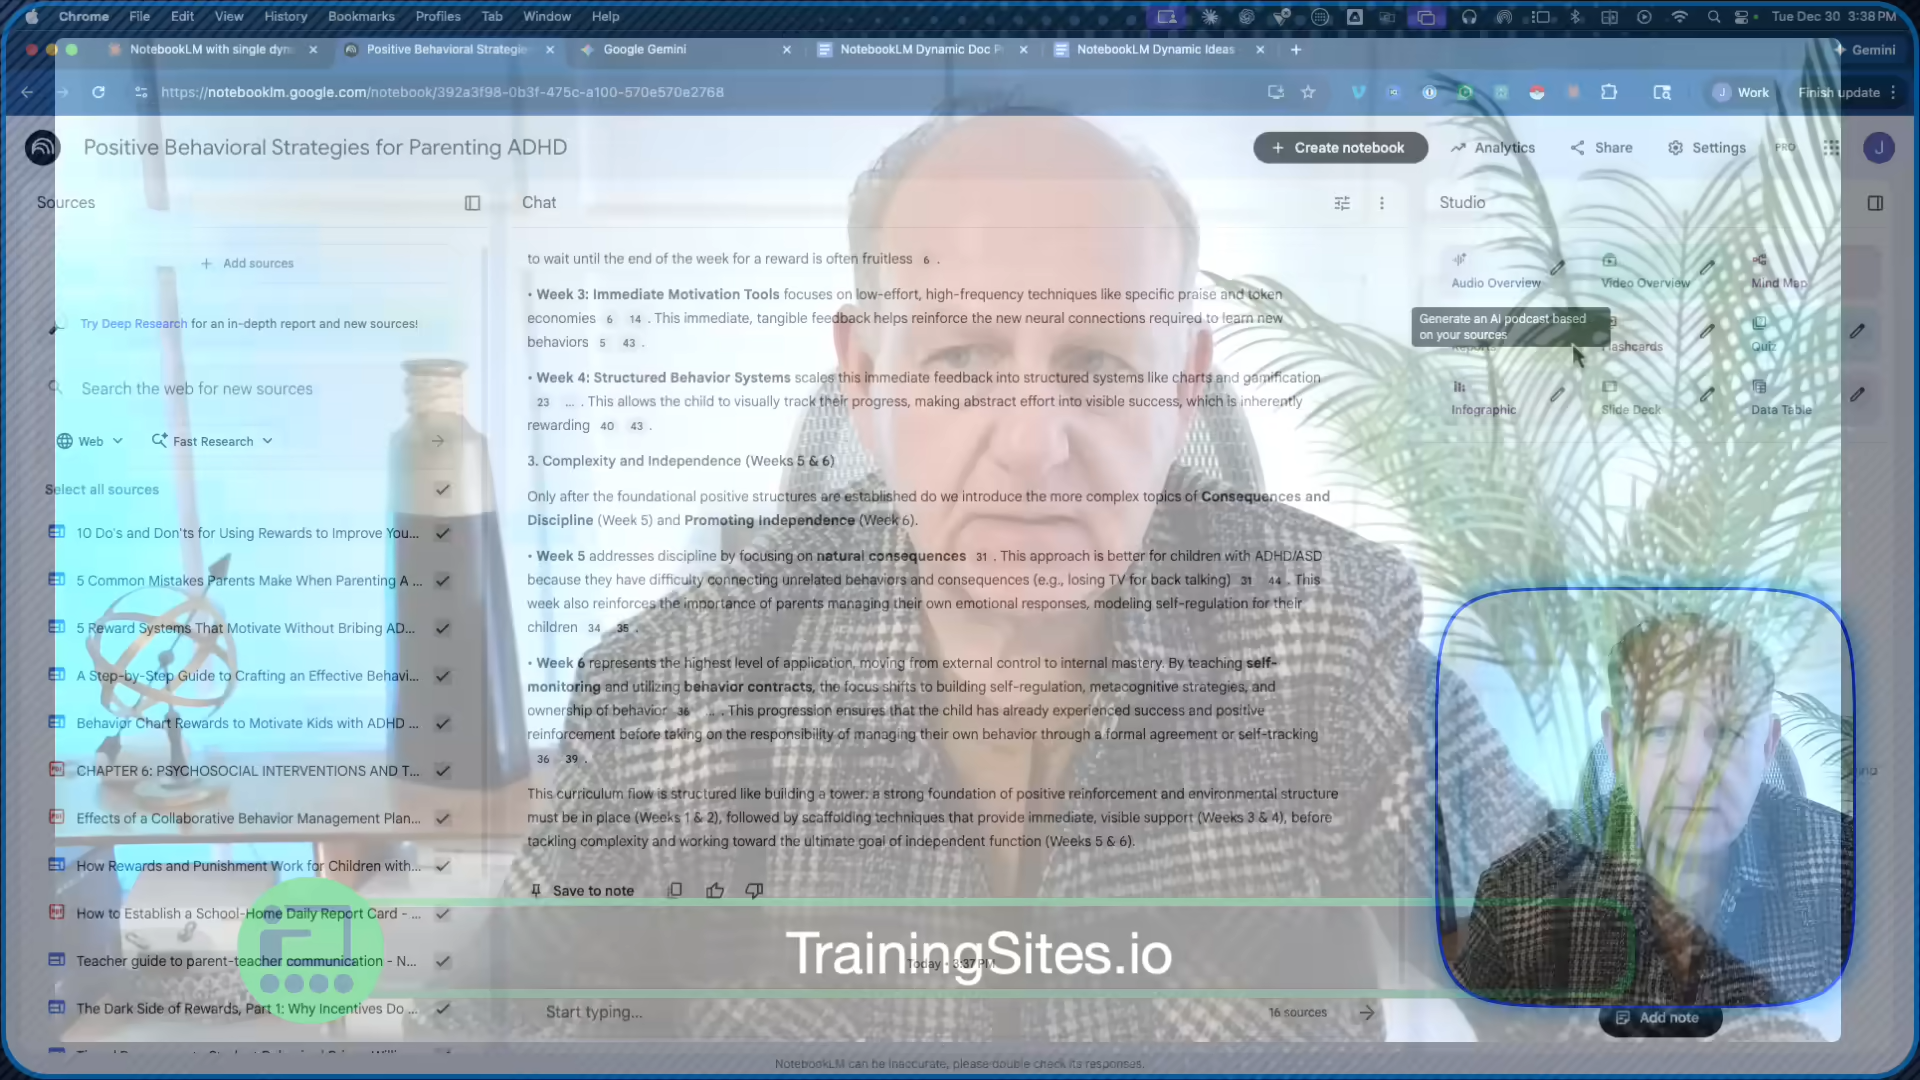 Chrome File Edit View History Bookmarks Profiles Tab Window Help
Tue Dec 30 3:38 PM
NotebookLM with single dyn
Positive Behavioral Strategie
Google Gemini
NotebookLM Dynamic Doc P
NotebookLM Dynamic Ideas
Gemini
https://notebooklm.google.com/notebook/392a3f98-0b3f-475c-a100-570e570e2768
J Work
Finish update
Positive Behavioral Strategies for Parenting ADHD
Create notebook
Analytics
Share
Settings
PRO
J
Sources
Add sources
Try Deep Research for an in-depth report and new sources!
Search the web for new sources
Web
Fast Research
Select all sources
10 Do's and Don'ts for Using Rewards to Improve You...
5 Common Mistakes Parents Make When Parenting A ...
5 Reward Systems That Motivate Without Bribing AD...
A Step-by-Step Guide to Crafting an Effective Behavi...
Behavior Chart Rewards to Motivate Kids with ADHD ...
CHAPTER 6: PSYCHOSOCIAL INTERVENTIONS AND T...
Effects of a Collaborative Behavior Management Plan...
How Rewards and Punishment Work for Children with...
How to Establish a School-Home Daily Report Card - ...
Teacher guide to parent-teacher communication - N...
The Dark Side of Rewards, Part 1: Why Incentives Do ...
Chat
to wait until the end of the week for a reward is often fruitless 6 .
• Week 3: Immediate Motivation Tools focuses on low-effort, high-frequency techniques like specific praise and token
economies 6 14 . This immediate, tangible feedback helps reinforce the new neural connections required to learn new
behaviors 5 43 .
• Week 4: Structured Behavior Systems scales this immediate feedback into structured systems like charts and gamification
23 ... . This allows the child to visually track their progress, making abstract effort into visible success, which is inherently
rewarding 40 43 .
3. Complexity and Independence (Weeks 5 & 6)
Only after the foundational positive structures are established do we introduce the more complex topics of Consequences and
Discipline (Week 5) and Promoting Independence (Week 6).
• Week 5 addresses discipline by focusing on natural consequences 31 . This approach is better for children with ADHD/ASD
because they have difficulty connecting unrelated behaviors and consequences (e.g., losing TV for back talking) 31 44 . This
week also reinforces the importance of parents managing their own emotional responses, modeling self-regulation for their
children 34 35 .
• Week 6 represents the highest level of application, moving from external control to internal mastery. By teaching self-
monitoring and utilizing behavior contracts, the focus shifts to building self-regulation, metacognitive strategies, and
ownership of behavior 36 ... . This progression ensures that the child has already experienced success and positive
reinforcement before taking on the responsibility of managing their own behavior through a formal agreement or self-tracking
36 39 .
This curriculum flow is structured like building a tower: a strong foundation of positive reinforcement and environmental structure
must be in place (Weeks 1 & 2), followed by scaffolding techniques that provide immediate, visible support (Weeks 3 & 4), before
tackling complexity and working toward the ultimate goal of independent function (Weeks 5 & 6).
Save to note
Today • 3:37 PM
TrainingSites.io
Start typing...
16 sources
Studio
Audio Overview
Video Overview
Mind Map
Generate an AI podcast based
on your sources
Reports
Flashcards
Quiz
Infographic
Slide Deck
Data Table
Add note
NotebookLM can be inaccurate, please double check its responses.